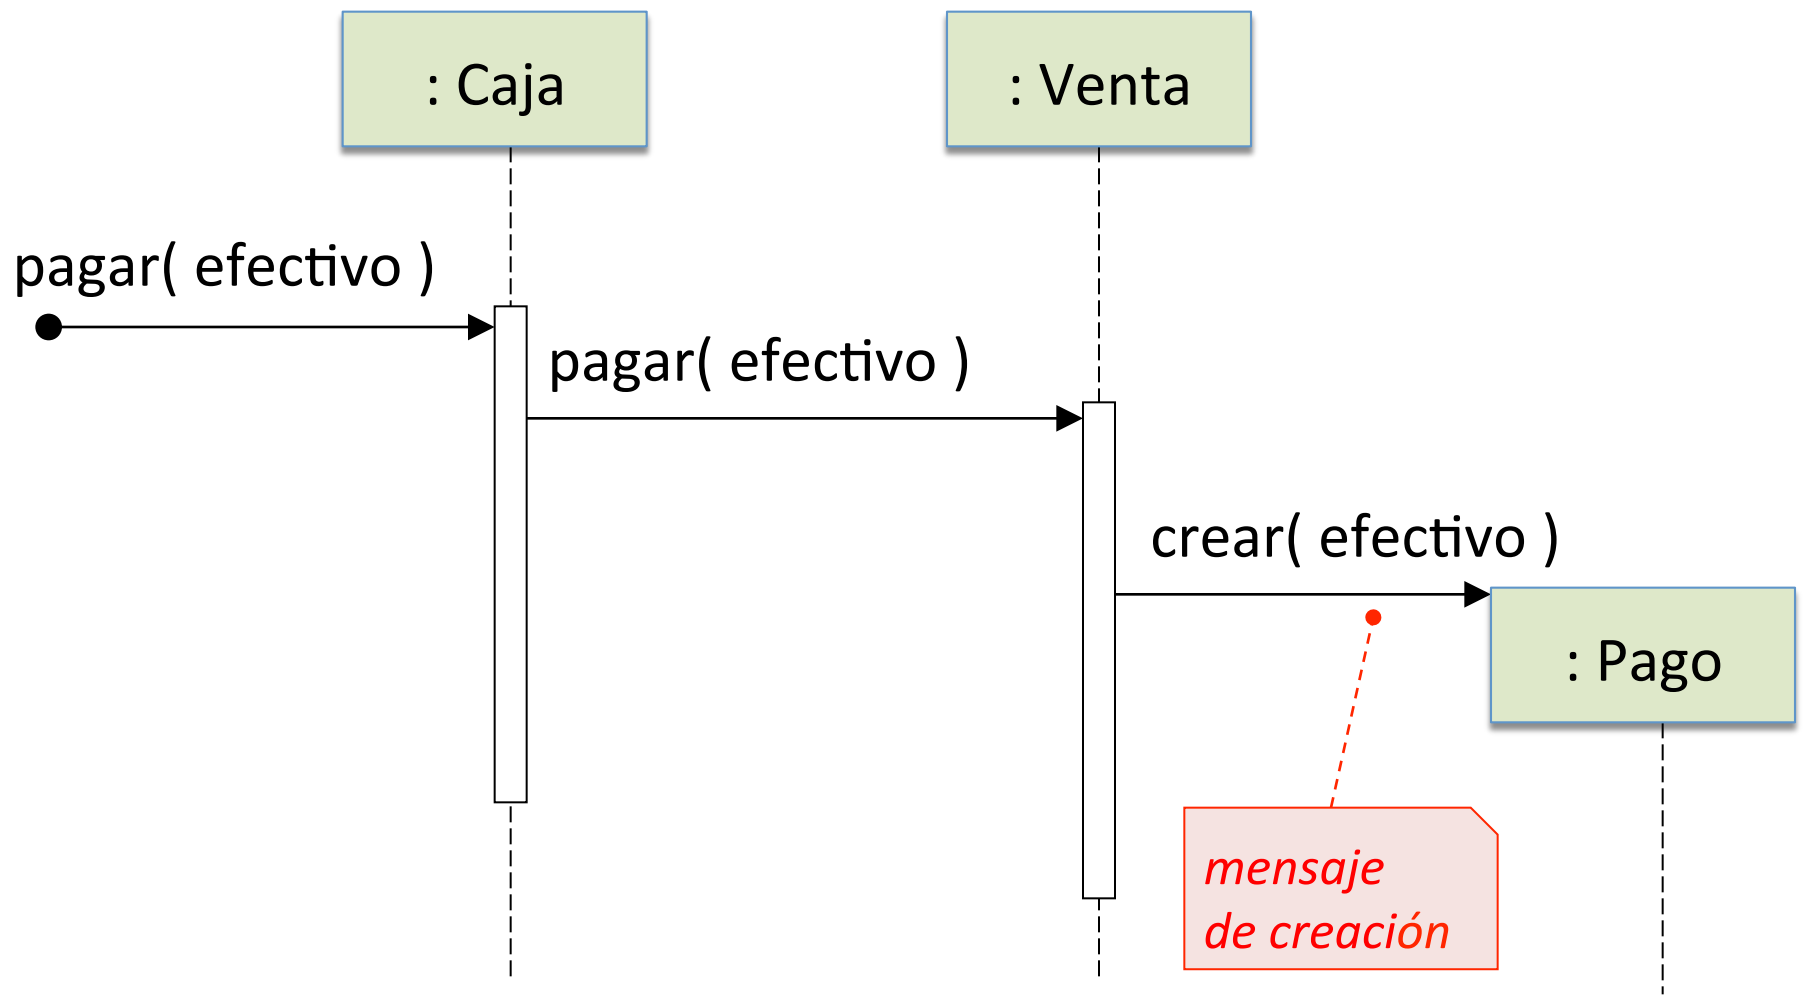 : Caja
: Venta
pagar( efectivo )
pagar( efectivo )
crear( efectivo )
: Pago
mensaje
de creación